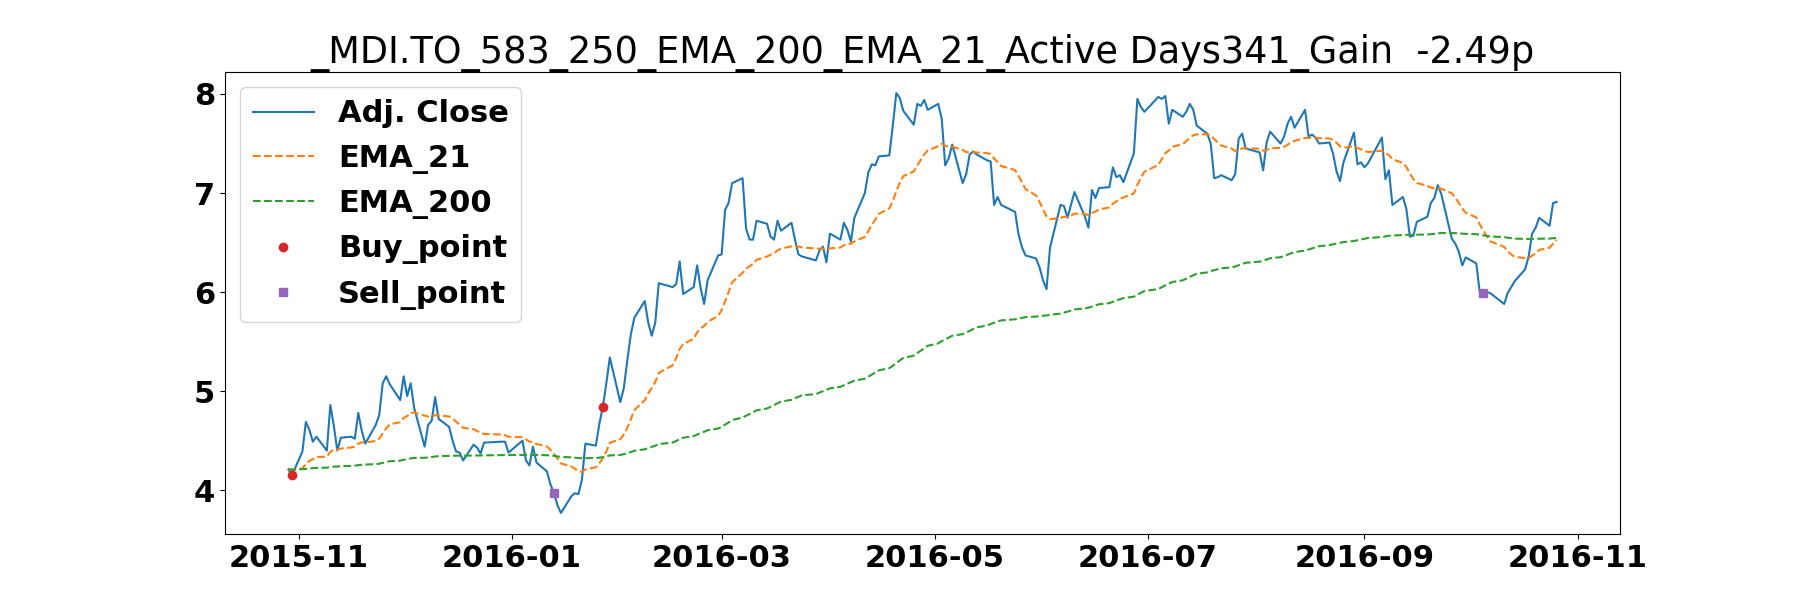 _MDI.TO_583_250_EMA_200_EMA_21_Active Days341_Gain  -2.49p
8
7
6
5
4
Adj. Close
EMA_21
EMA_200
Buy_point
Sell_point
2015-11 2016-01 2016-03 2016-05 2016-07 2016-09 2016-11